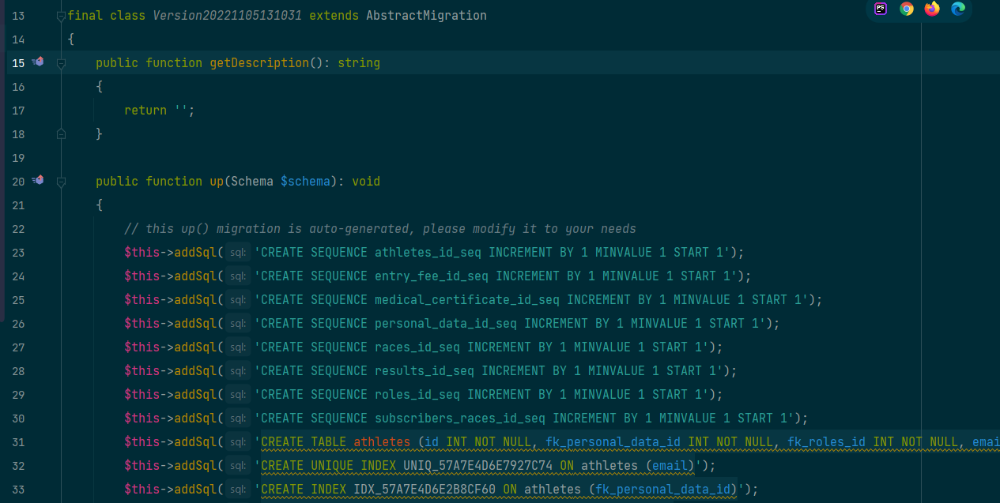 13 final class Version20221105131031 extends AbstractMigration
14 {
15 public function getDescription(): string
16 {
17 return '';
18 }
19
20 public function up(Schema $schema): void
21 {
22 // this up() migration is auto-generated, please modify it to your needs
23 $this->addSql( sql: 'CREATE SEQUENCE athletes_id_seq INCREMENT BY 1 MINVALUE 1 START 1');
24 $this->addSql( sql: 'CREATE SEQUENCE entry_fee_id_seq INCREMENT BY 1 MINVALUE 1 START 1');
25 $this->addSql( sql: 'CREATE SEQUENCE medical_certificate_id_seq INCREMENT BY 1 MINVALUE 1 START 1');
26 $this->addSql( sql: 'CREATE SEQUENCE personal_data_id_seq INCREMENT BY 1 MINVALUE 1 START 1');
27 $this->addSql( sql: 'CREATE SEQUENCE races_id_seq INCREMENT BY 1 MINVALUE 1 START 1');
28 $this->addSql( sql: 'CREATE SEQUENCE results_id_seq INCREMENT BY 1 MINVALUE 1 START 1');
29 $this->addSql( sql: 'CREATE SEQUENCE roles_id_seq INCREMENT BY 1 MINVALUE 1 START 1');
30 $this->addSql( sql: 'CREATE SEQUENCE subscribers_races_id_seq INCREMENT BY 1 MINVALUE 1 START 1');
31 $this->addSql( sql: 'CREATE TABLE athletes (id INT NOT NULL, fk_personal_data_id INT NOT NULL, fk_roles_id INT NOT NULL, emai
32 $this->addSql( sql: 'CREATE UNIQUE INDEX UNIQ_57A7E4D6E7927C74 ON athletes (email)');
33 $this->addSql( sql: 'CREATE INDEX IDX_57A7E4D6E2B8CF60 ON athletes (fk_personal_data_id)');
PS